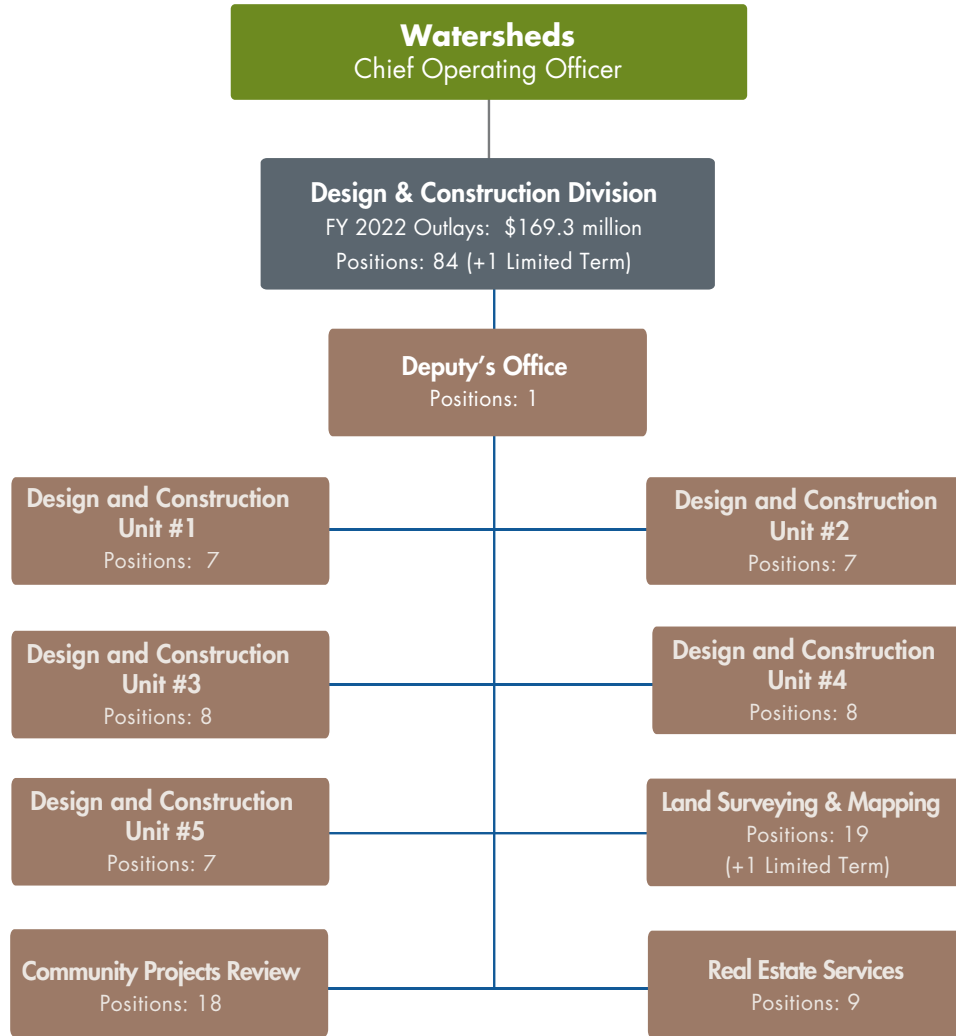 Watersheds
Chief Operating Officer
Design & Construction Division
FY 2022 Outlays: $169.3 million
Positions: 84 (+1 Limited Term)
Deputy's Office
Positions: 1
Design and Construction
Unit #1
Positions: 7
Design and Construction
Unit #2
Positions: 7
Design and Construction
Unit #3
Positions: 8
Design and Construction
Unit #4
Positions: 8
Design and Construction
Unit #5
Positions: 7
Land Surveying & Mapping
Positions: 19
(+1 Limited Term)
Community Projects Review
Positions: 18
Real Estate Services
Positions: 9